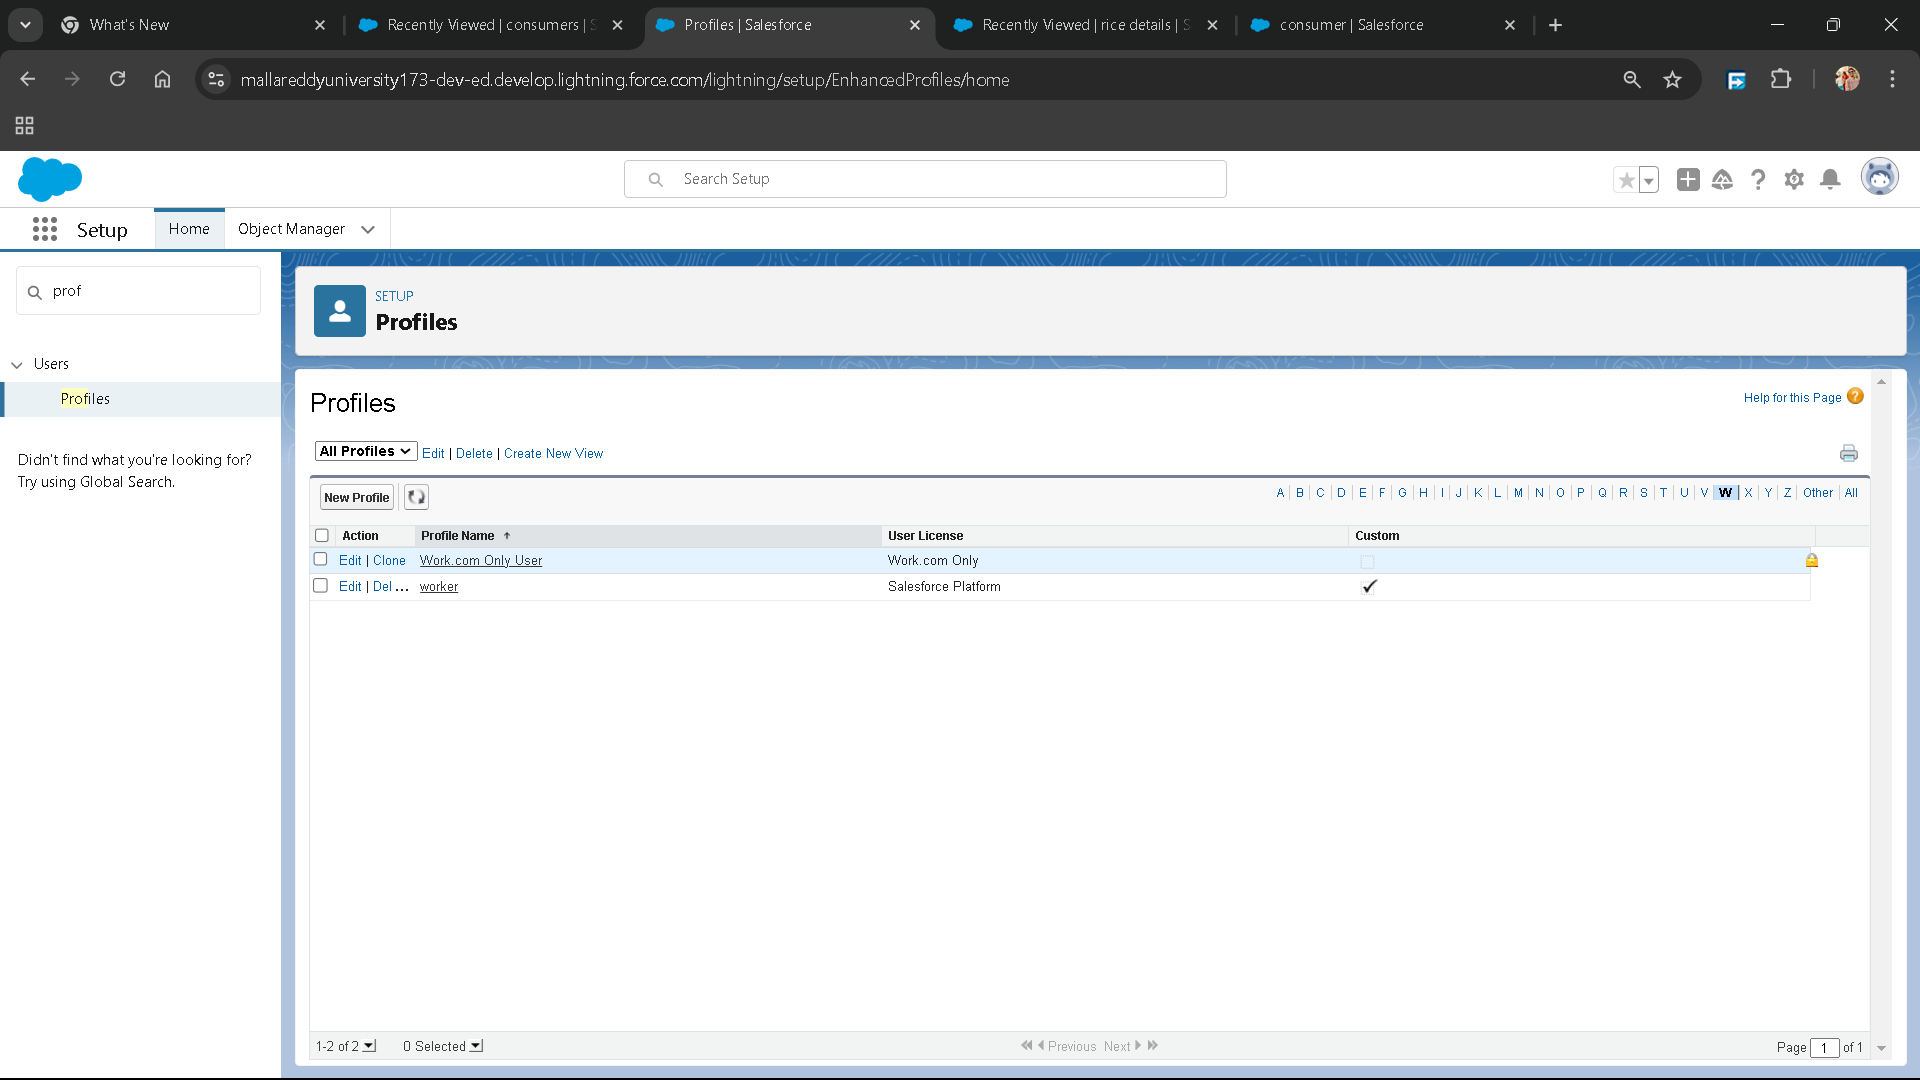 What's New
Recently Viewed | consumers | S
Profiles | Salesforce
Recently Viewed | rice details | S
consumer | Salesforce
mallareddyuniversity173-dev-ed.develop.lightning.force.com/lightning/setup/EnhancedProfiles/home
Search Setup
Setup
Home
Object Manager
prof
Users
Profiles
Didn't find what you're looking for?
Try using Global Search.
SETUP
Profiles
Profiles
Help for this Page
All Profiles Edit | Delete | Create New View
New Profile
A B C D E F G H I J K L M N O P Q R S T U V W X Y Z Other All
Action Profile Name User License Custom
Edit | Clone Work.com Only User Work.com Only
Edit | Del ... worker Salesforce Platform
1-2 of 2 0 Selected Previous Next Page 1 of 1